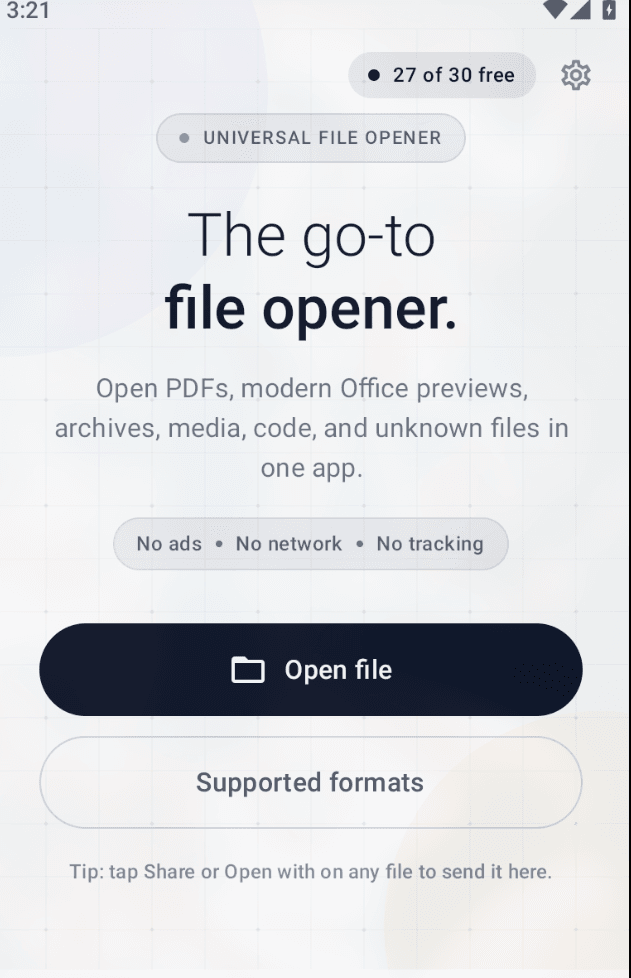 3:21
27 of 30 free
UNIVERSAL FILE OPENER
The go-to
file opener.
Open PDFs, modern Office previews,
archives, media, code, and unknown files in
one app.
No ads • No network • No tracking
Open file
Supported formats
Tip: tap Share or Open with on any file to send it here.